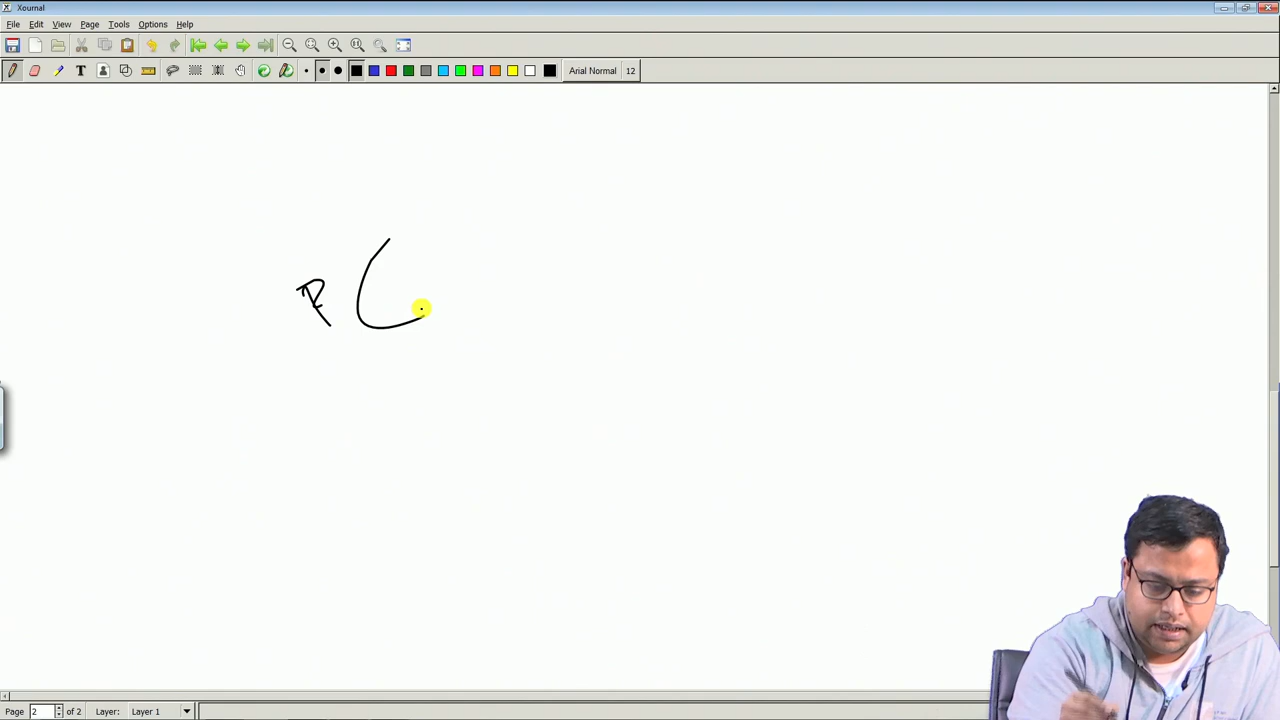 Xournal
File Edit View Page Tools Options Help
T Arial Normal 12
R (
Page 2 of 2 Layer: Layer 1